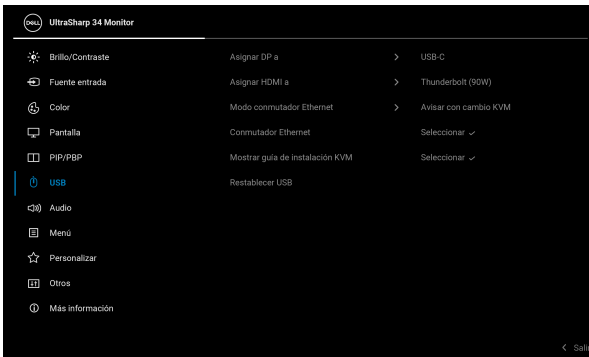 DELL UltraSharp 34 Monitor
Brillo/Contraste Asignar DP a USB-C
Fuente entrada Asignar HDMI a Thunderbolt (90W)
Color Modo conmutador Ethernet Avisar con cambio KVM
Pantalla Conmutador Ethernet Seleccionar
PIP/PBP Mostrar guía de instalación KVM Seleccionar
USB Restablecer USB
Audio
Menú
Personalizar
Otros
Más información